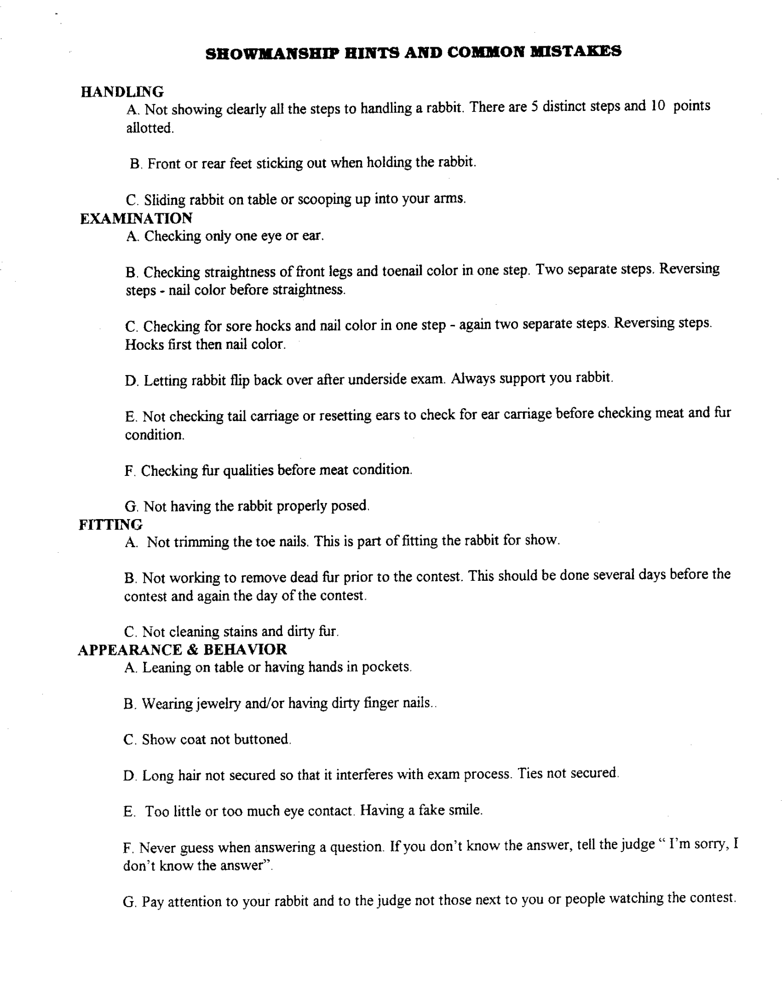 SHOWMANSHIP HINTS AND COMMON MISTAKES
HANDLING
A. Not showing clearly all the steps to handling a rabbit. There are 5 distinct steps and 10 points
allotted.
B. Front or rear feet sticking out when holding the rabbit.
C. Sliding rabbit on table or scooping up into your arms.
EXAMINATION
A. Checking only one eye or ear.
B. Checking straightness of front legs and toenail color in one step. Two separate steps. Reversing
steps - nail color before straightness.
C. Checking for sore hocks and nail color in one step - again two separate steps. Reversing steps.
Hocks first then nail color.
D. Letting rabbit flip back over after underside exam. Always support you rabbit.
E. Not checking tail carriage or resetting ears to check for ear carriage before checking meat and fur
condition.
F. Checking fur qualities before meat condition.
G. Not having the rabbit properly posed.
FITTING
A. Not trimming the toe nails. This is part of fitting the rabbit for show.
B. Not working to remove dead fur prior to the contest. This should be done several days before the
contest and again the day of the contest.
C. Not cleaning stains and dirty fur.
APPEARANCE & BEHAVIOR
A. Leaning on table or having hands in pockets.
B. Wearing jewelry and/or having dirty finger nails..
C. Show coat not buttoned.
D. Long hair not secured so that it interferes with exam process. Ties not secured.
E. Too little or too much eye contact. Having a fake smile.
F. Never guess when answering a question. If you don't know the answer, tell the judge “ I'm sorry, I
don't know the answer”.
G. Pay attention to your rabbit and to the judge not those next to you or people watching the contest.